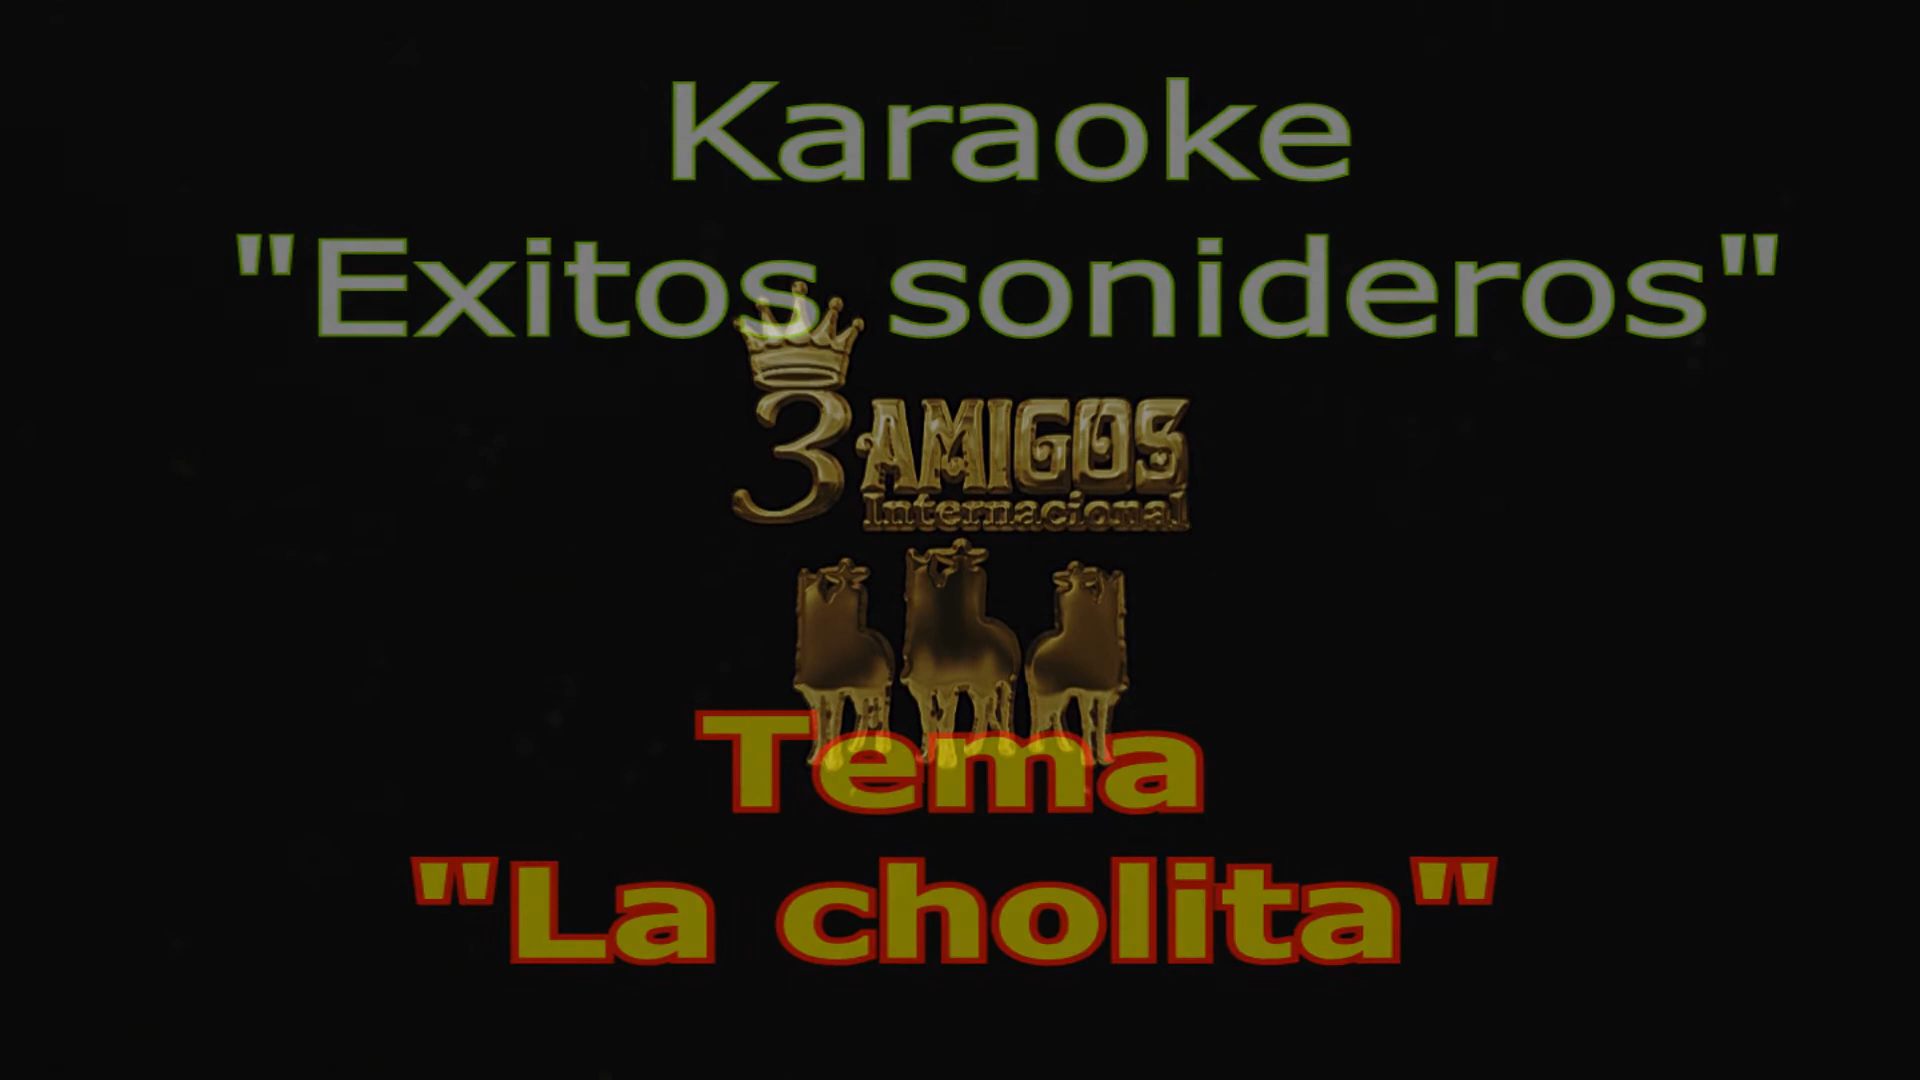 Karaoke
"Exitos sonideros"
3 AMIGOS
Internacional
Tema
"La cholita"